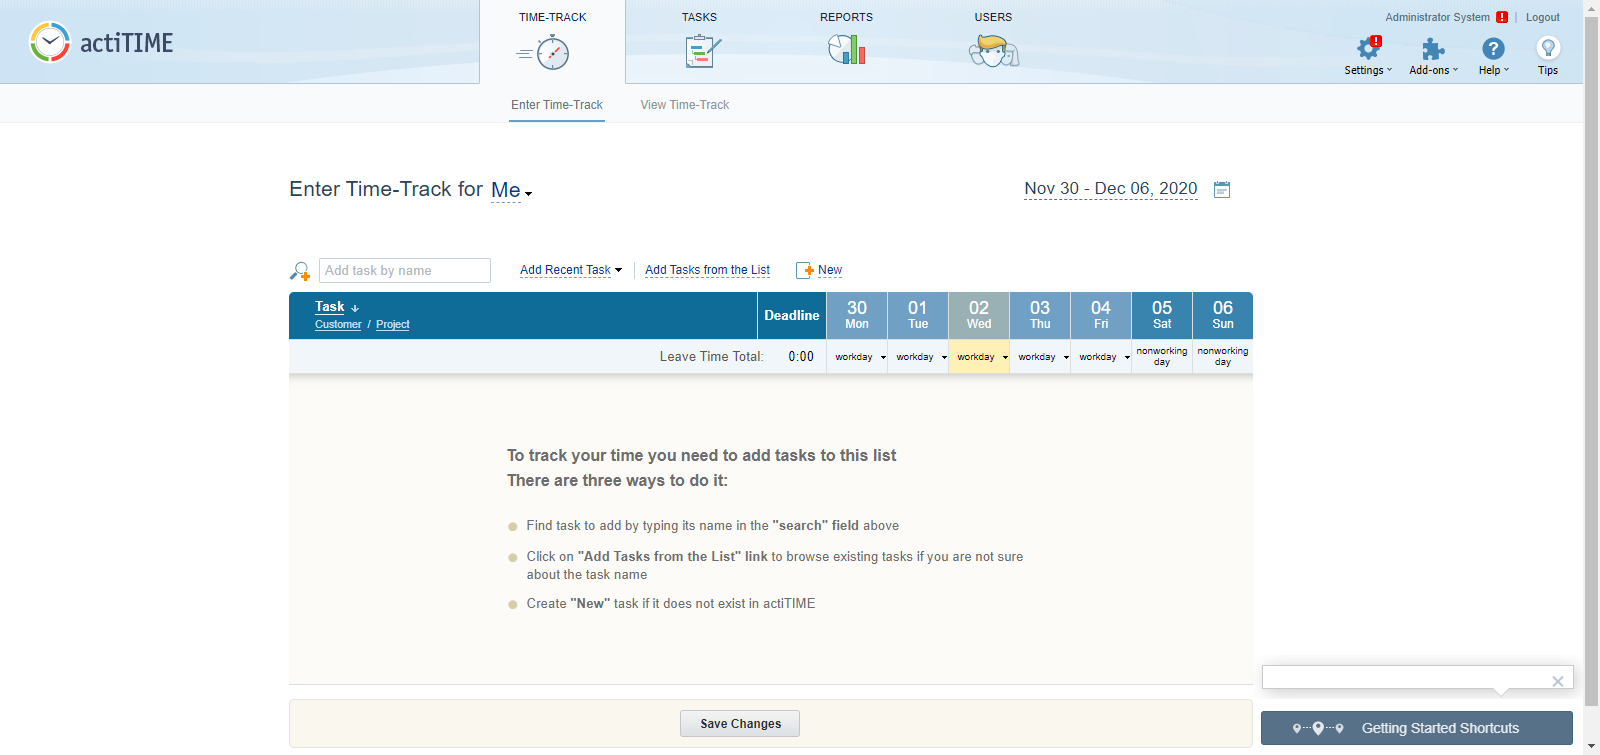 actiTIME
TIME-TRACK
TASKS
REPORTS
USERS
Administrator System ! | Logout
Settings
Add-ons
Help
Tips
Enter Time-Track
View Time-Track
Enter Time-Track for Me
Nov 30 - Dec 06, 2020
Add task by name
Add Recent Task
Add Tasks from the List
New
Task
Customer / Project
Deadline
30 Mon
01 Tue
02 Wed
03 Thu
04 Fri
05 Sat
06 Sun
Leave Time Total: 0:00
workday
workday
workday
workday
workday
nonworking day
nonworking day
To track your time you need to add tasks to this list
There are three ways to do it:
Find task to add by typing its name in the "search" field above
Click on "Add Tasks from the List" link to browse existing tasks if you are not sure
about the task name
Create "New" task if it does not exist in actiTIME
Save Changes
Getting Started Shortcuts